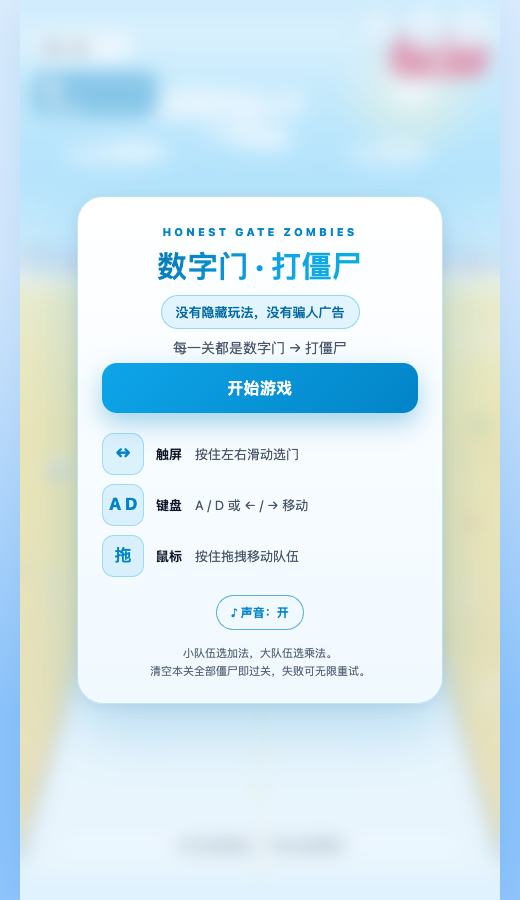 HONEST GATE ZOMBIES
数字门 · 打僵尸
没有隐藏玩法，没有骗人广告
每一关都是数字门 → 打僵尸
开始游戏
↔ 触屏 按住左右滑动选门
A D 键盘 A / D 或 ← / → 移动
拖 鼠标 按住拖拽移动队伍
♪ 声音：开
小队伍选加法，大队伍选乘法。
清空本关全部僵尸即过关，失败可无限重试。